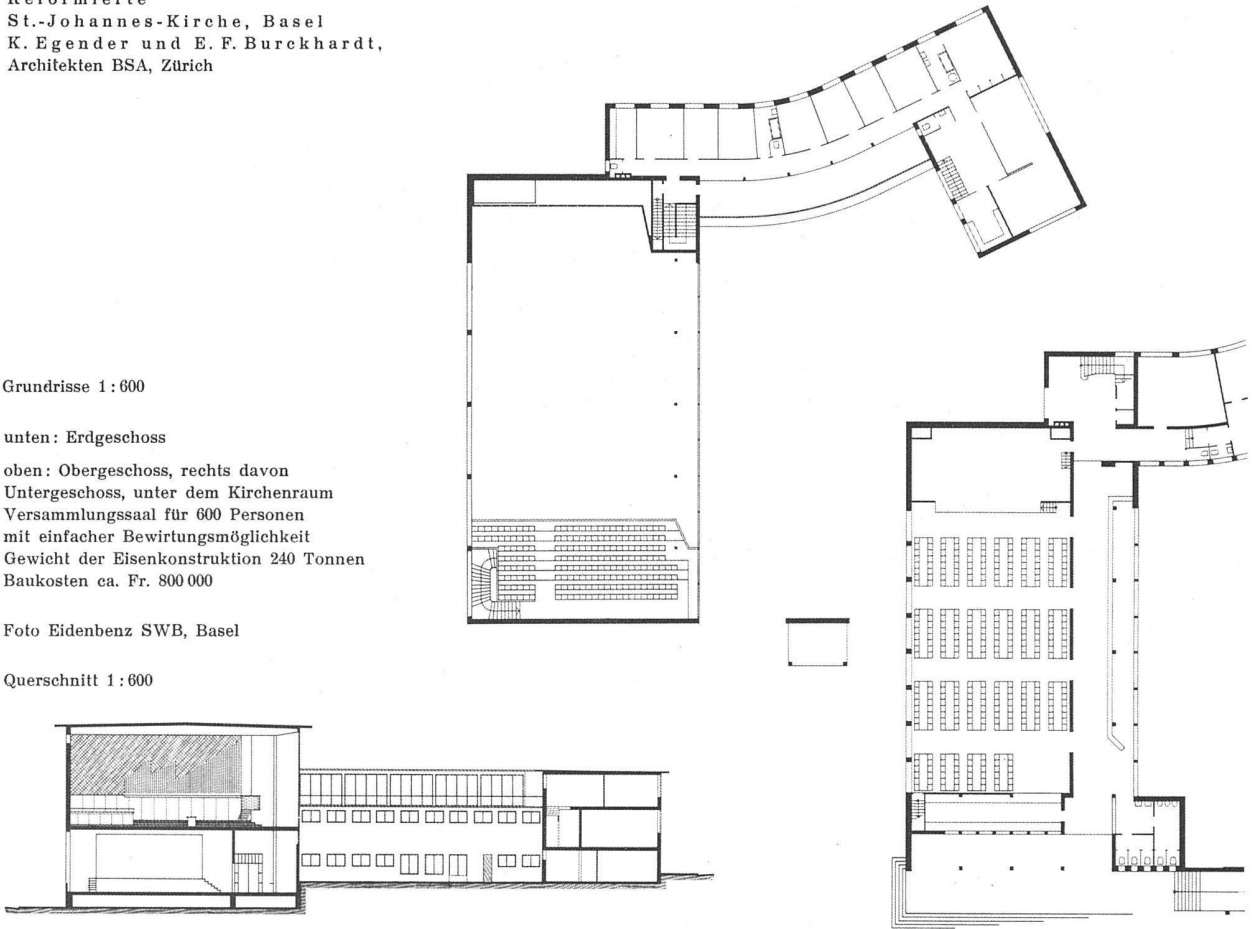 Reformierte
St.-Johannes-Kirche, Basel
K. Egender und E. F. Burckhardt,
Architekten BSA, Zürich
Grundrisse 1 : 600
unten: Erdgeschoss
oben: Obergeschoss, rechts davon
Untergeschoss, unter dem Kirchenraum
Versammlungssaal für 600 Personen
mit einfacher Bewirtungsmöglichkeit
Gewicht der Eisenkonstruktion 240 Tonnen
Baukosten ca. Fr. 800 000
Foto Eidenbenz SWB, Basel
Querschnitt 1 : 600